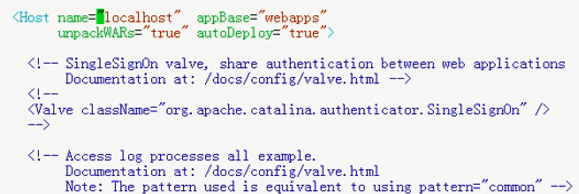 <Host name="localhost"  appBase="webapps"
      unpackWARs="true" autoDeploy="true">
  <!-- SingleSignOn valve, share authentication between web applications
       Documentation at: /docs/config/valve.html -->
  <!--
  <Valve className="org.apache.catalina.authenticator.SingleSignOn" />
  -->
  <!-- Access log processes all example.
       Documentation at: /docs/config/valve.html
       Note: The pattern used is equivalent to using pattern="common" -->